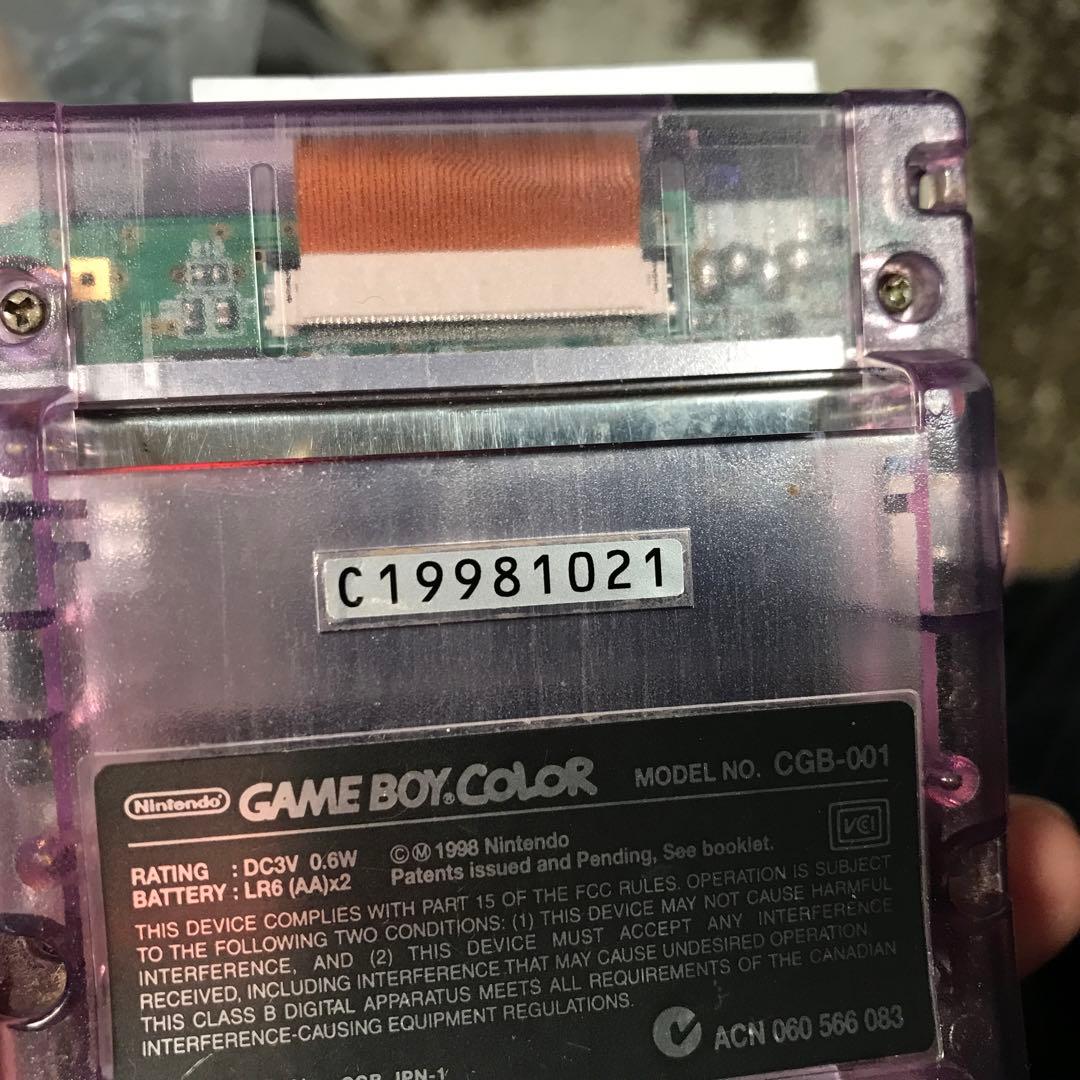 C19981021
Nintendo GAME BOY COLOR MODEL NO. CGB-001
RATING : DC3V 0.6W
BATTERY : LR6 (AA)x2
©Ⓜ 1998 Nintendo
Patents issued and Pending, See booklet.
VCI
THIS DEVICE COMPLIES WITH PART 15 OF THE FCC RULES. OPERATION IS SUBJECT
TO THE FOLLOWING TWO CONDITIONS: (1) THIS DEVICE MAY NOT CAUSE HARMFUL
INTERFERENCE, AND (2) THIS DEVICE MUST ACCEPT ANY INTERFERENCE
RECEIVED, INCLUDING INTERFERENCE THAT MAY CAUSE UNDESIRED OPERATION
THIS CLASS B DIGITAL APPARATUS MEETS ALL REQUIREMENTS OF THE CANADIAN
INTERFERENCE-CAUSING EQUIPMENT REGULATIONS.
ACN 060 566 083
CGB-JPN-1